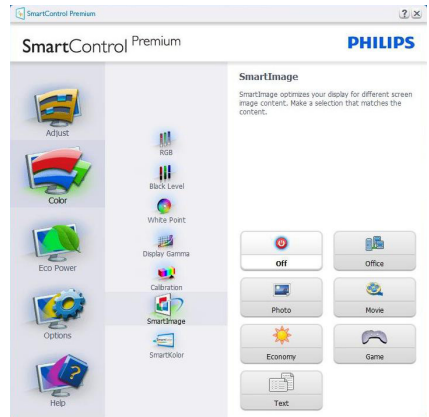 SmartControl Premium
SmartControl Premium
PHILIPS
Adjust
Color
Eco Power
Options
Help
RGB
Black Level
White Point
Display Gamma
Calibration
SmartImage
SmartKolor
SmartImage
SmartImage optimizes your display for different screen
image content. Make a selection that matches the
content.
Off
Office
Photo
Movie
Economy
Game
Text